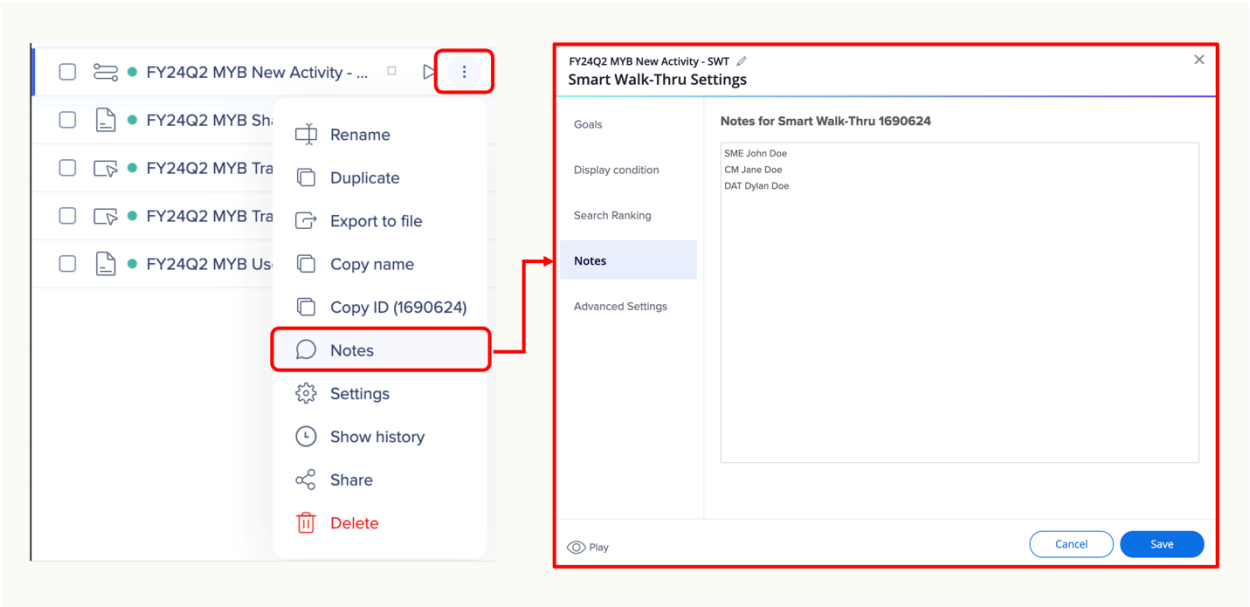 FY24Q2 MYB New Activity - ...
FY24Q2 MYB Sh
FY24Q2 MYB Tra
FY24Q2 MYB Tra
FY24Q2 MYB Us
Rename
Duplicate
Export to file
Copy name
Copy ID (1690624)
Notes
Settings
Show history
Share
Delete
FY24Q2 MYB New Activity - SWT
Smart Walk-Thru Settings
Goals
Display condition
Search Ranking
Notes
Advanced Settings
Notes for Smart Walk-Thru 1690624
SME John Doe
CM Jane Doe
DAT Dylan Doe
Play
Cancel
Save